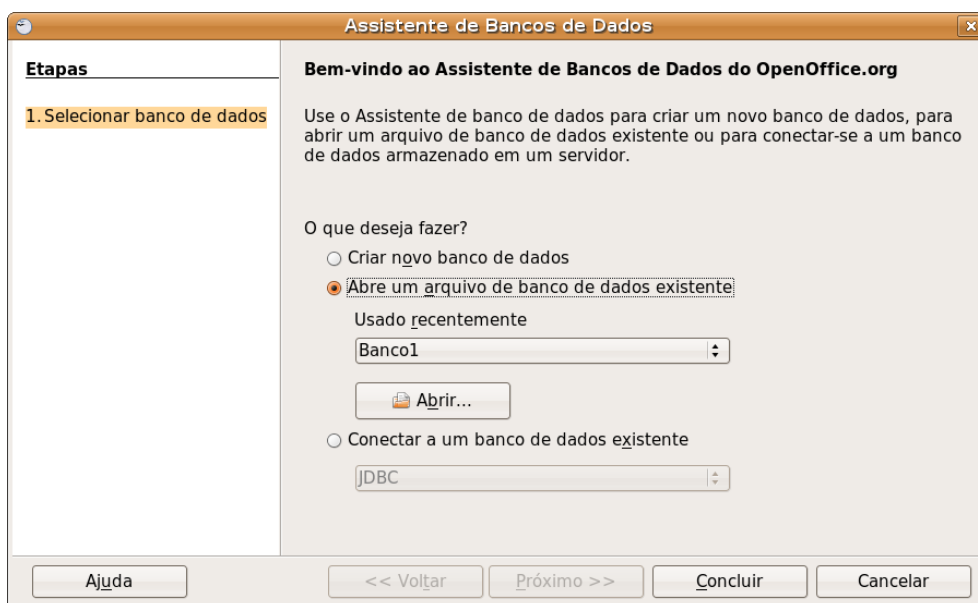 Assistente de Bancos de Dados
Etapas
1. Selecionar banco de dados
Bem-vindo ao Assistente de Bancos de Dados do OpenOffice.org
Use o Assistente de banco de dados para criar um novo banco de dados, para
abrir um arquivo de banco de dados existente ou para conectar-se a um banco
de dados armazenado em um servidor.
O que deseja fazer?
Criar novo banco de dados
Abre um arquivo de banco de dados existente
Usado recentemente
Banco1
Abrir...
Conectar a um banco de dados existente
JDBC
Ajuda
<< Voltar
Próximo >>
Concluir
Cancelar